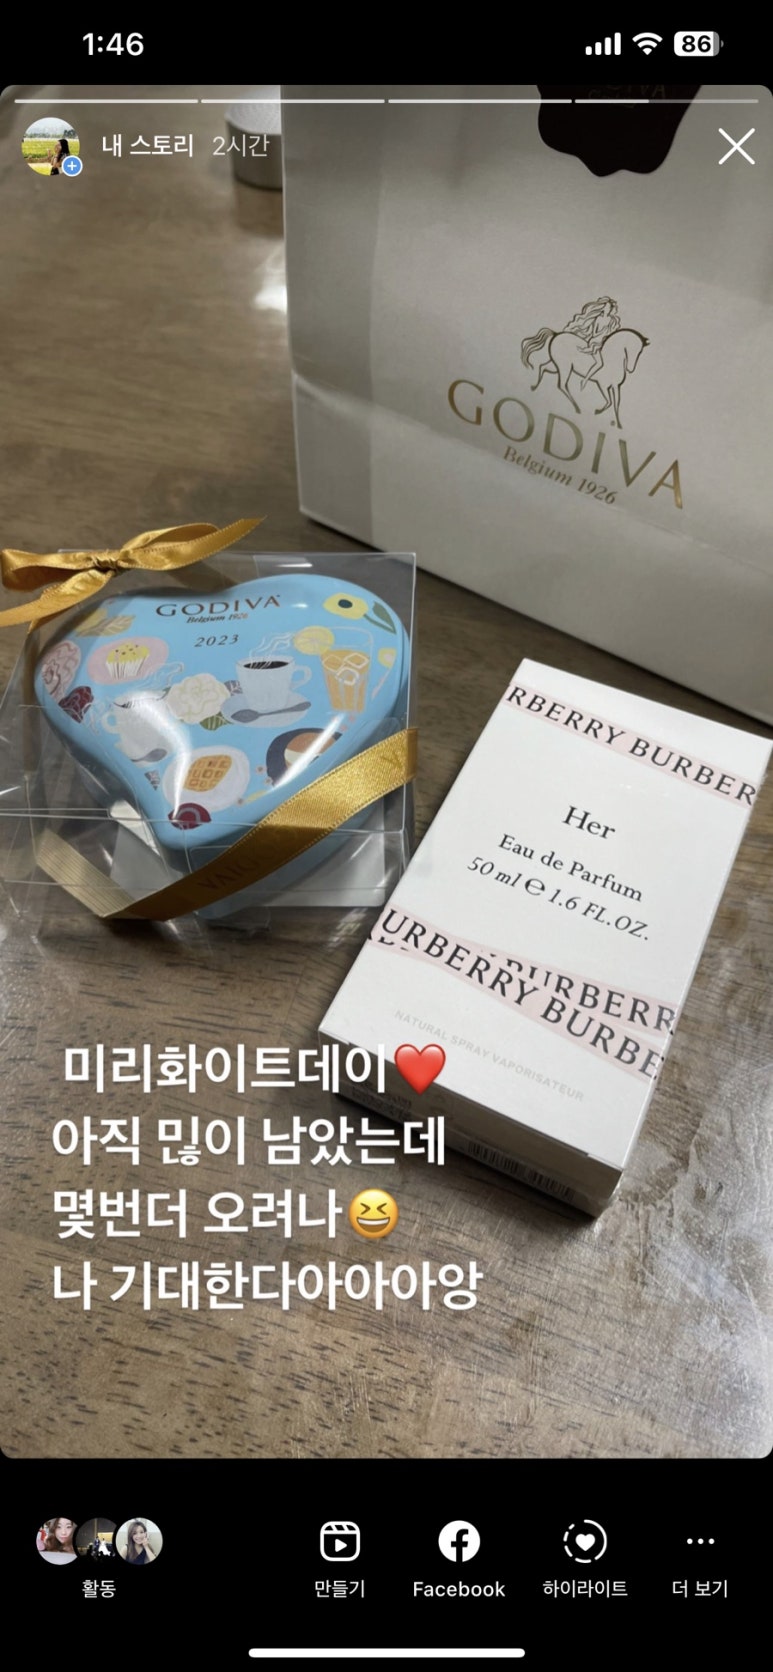 1:46
86
내 스토리 2시간
GODIVA
Belgium 1926
GODIVA
Belgium 1926
2023
RBERRY BURBER
Her
Eau de Parfum
50 ml ℮ 1.6 FL.OZ.
BURBERR
URBERRY BURBE
NATURAL SPRAY VAPORISATEUR
미리화이트데이❤️
아직 믾이 남았는데
몇번더 오려나😆
나 기대한다아아아앙
활동
만들기
Facebook
하이라이트
더 보기